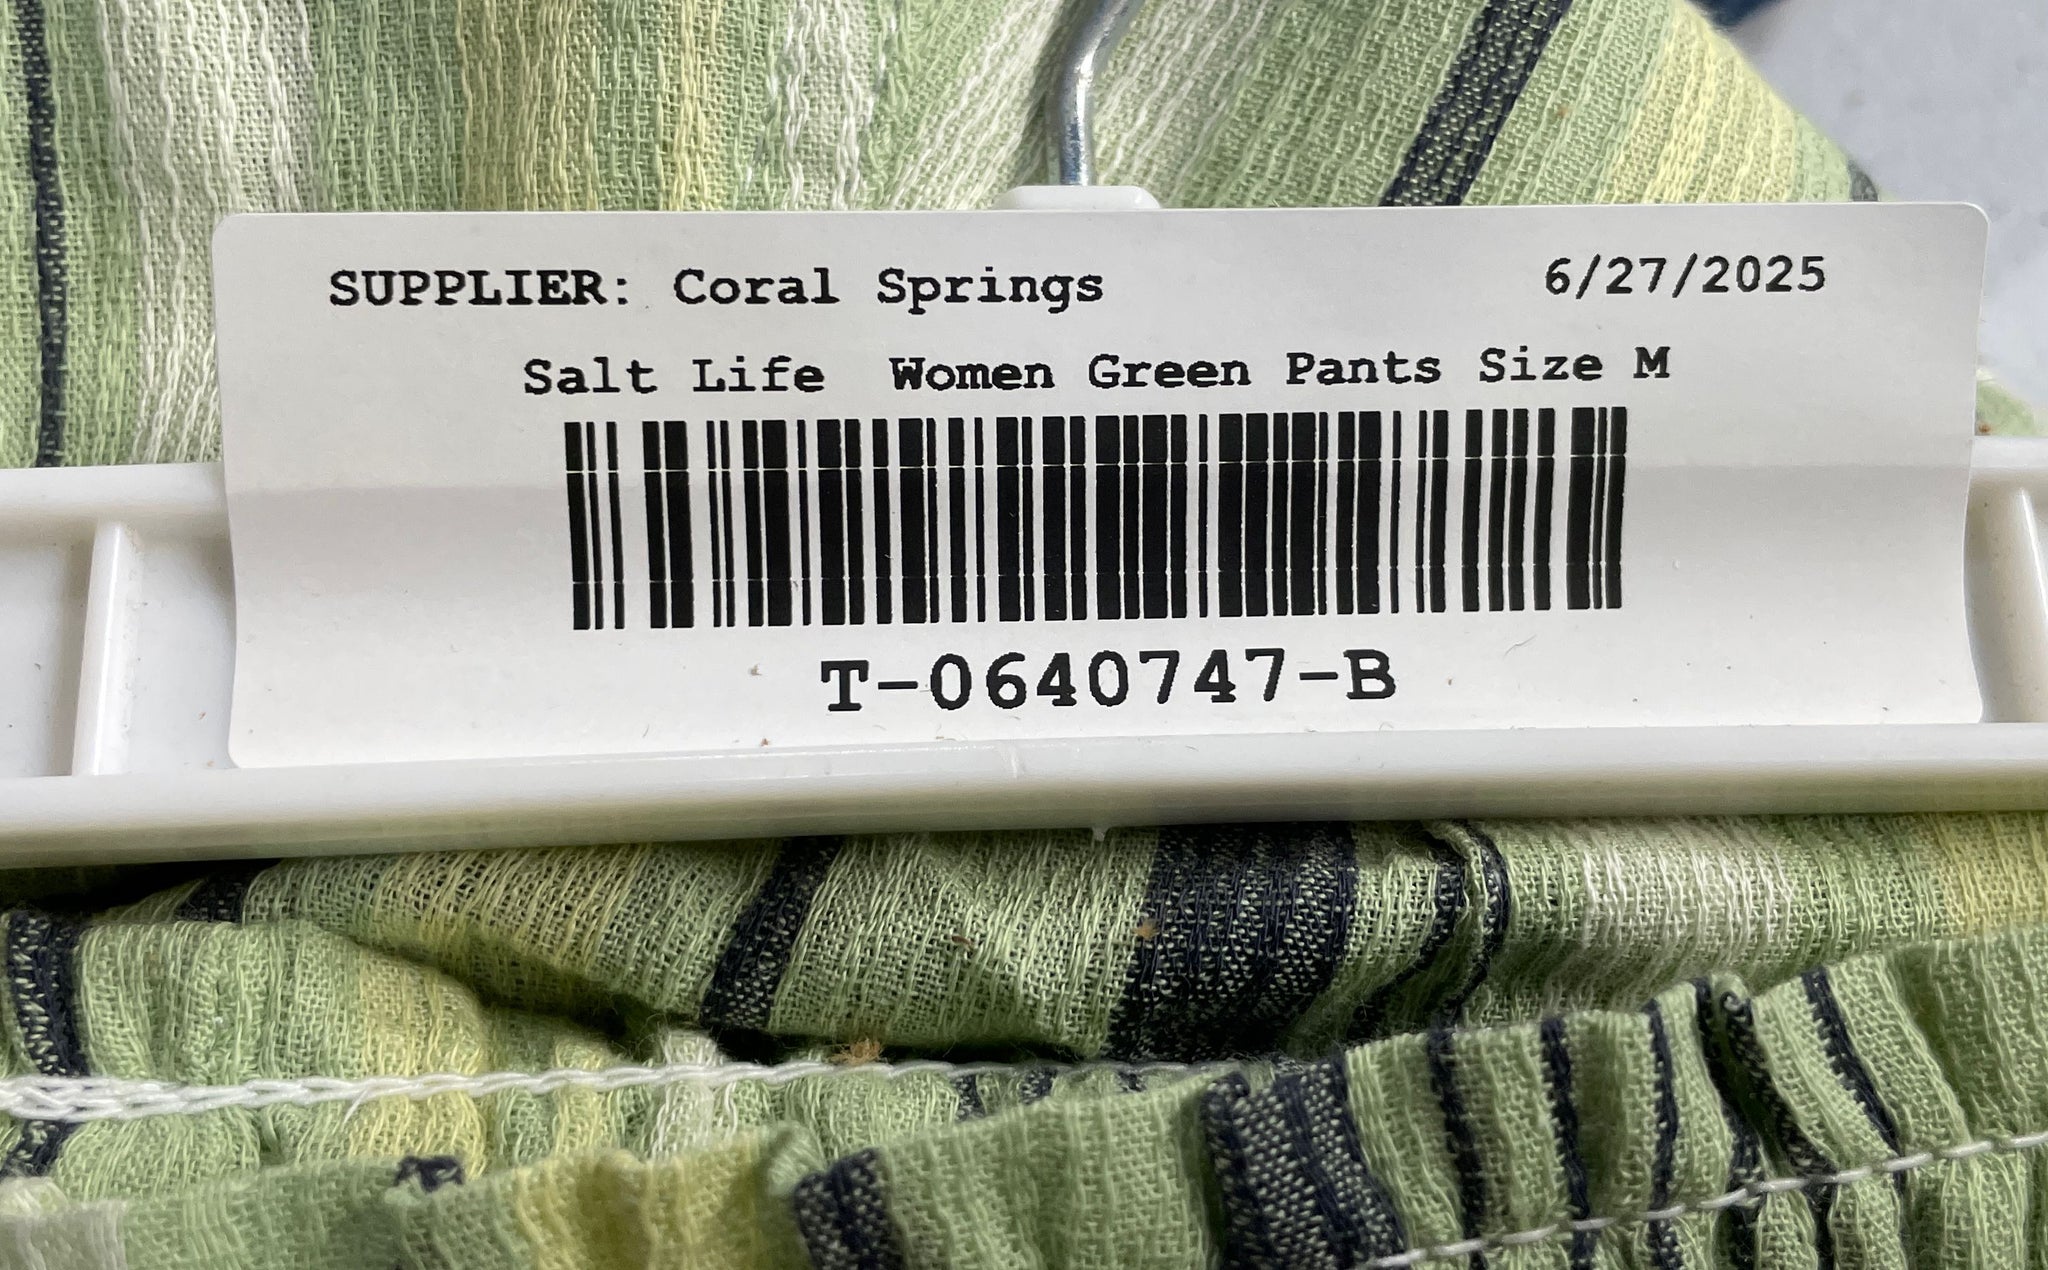 SUPPLIER: Coral Springs 6/27/2025
Salt Life  Women Green Pants Size M
T-0640747-B